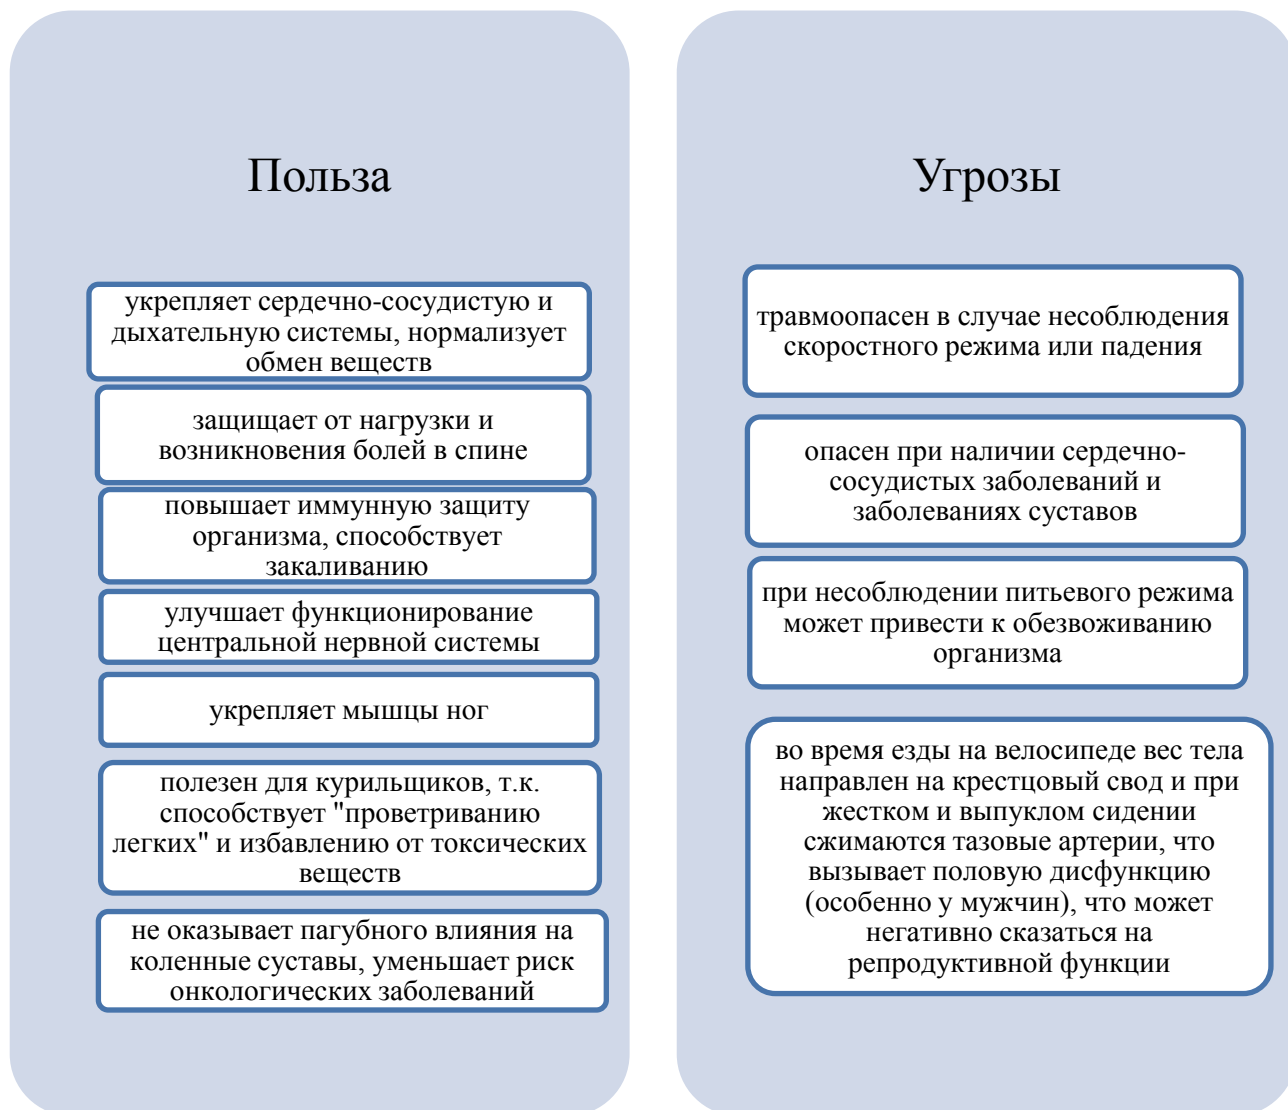 Польза
укрепляет сердечно-сосудистую и
дыхательную системы, нормализует
обмен веществ
защищает от нагрузки и
возникновения болей в спине
повышает иммунную защиту
организма, способствует
закаливанию
улучшает функционирование
центральной нервной системы
укрепляет мышцы ног
полезен для курильщиков, т.к.
способствует "проветриванию
легких" и избавлению от токсических
веществ
не оказывает пагубного влияния на
коленные суставы, уменьшает риск
онкологических заболеваний
Угрозы
травмоопасен в случае несоблюдения
скоростного режима или падения
опасен при наличии сердечно-
сосудистых заболеваний и
заболеваниях суставов
при несоблюдении питьевого режима
может привести к обезвоживанию
организма
во время езды на велосипеде вес тела
направлен на крестцовый свод и при
жестком и выпуклом сидении
сжимаются тазовые артерии, что
вызывает половую дисфункцию
(особенно у мужчин), что может
негативно сказаться на
репродуктивной функции